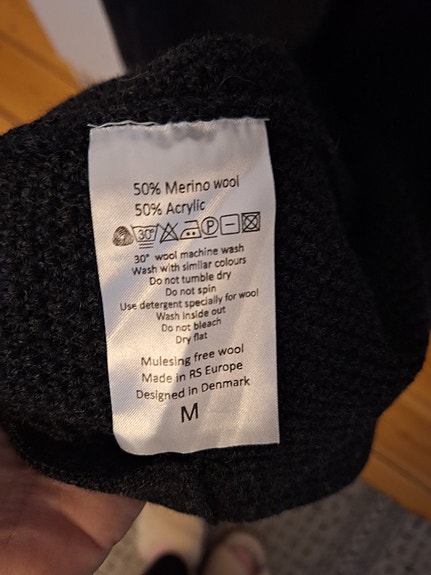 50% Merino wool
50% Acrylic
30° P
30° wool machine wash
Wash with similar colours
Do not tumble dry
Do not spin
Use detergent specially for wool
Wash inside out
Do not bleach
Dry flat
Mulesing free wool
Made in RS Europe
Designed in Denmark
M